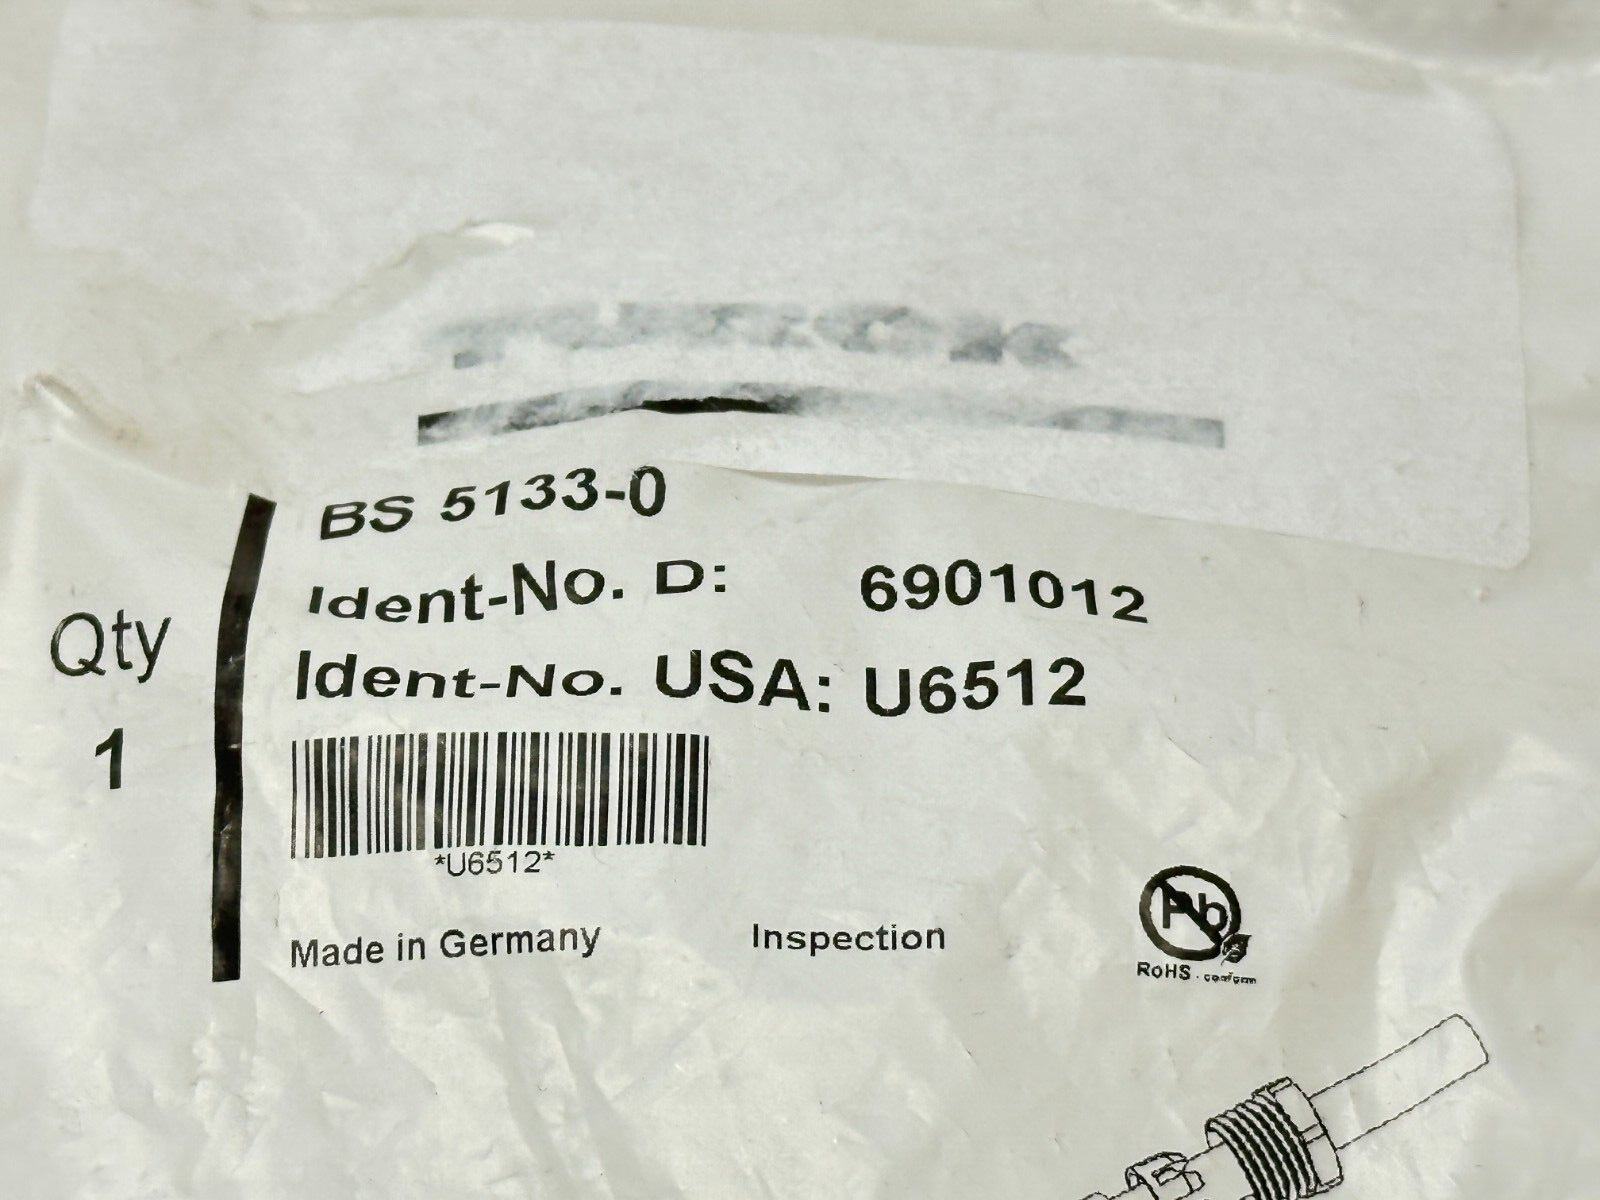 BS 5133-0
Ident-No. D: 6901012
Ident-No. USA: U6512
Qty
1
*U6512*
Made in Germany Inspection
Pb
RoHS - conform